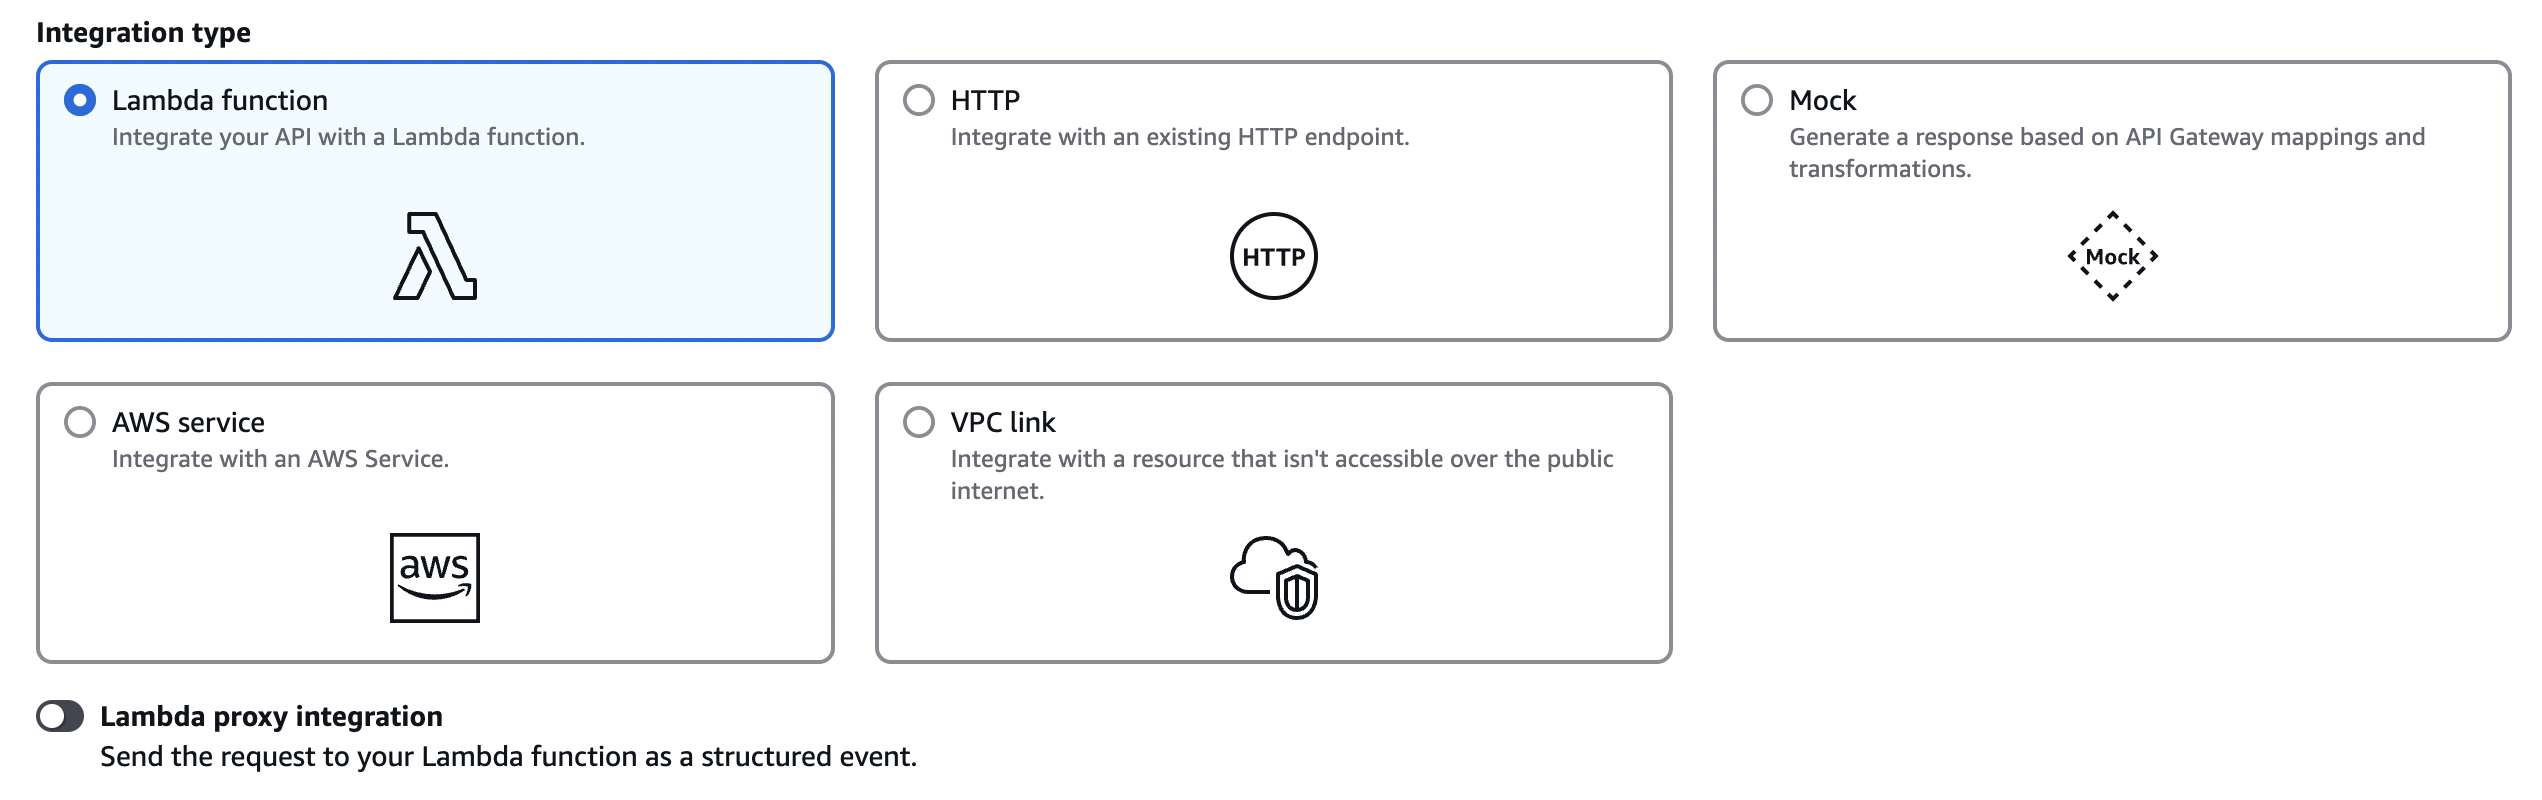 Integration type
Lambda function
Integrate your API with a Lambda function.
HTTP
Integrate with an existing HTTP endpoint.
HTTP
Mock
Generate a response based on API Gateway mappings and
transformations.
Mock
AWS service
Integrate with an AWS Service.
aws
VPC link
Integrate with a resource that isn't accessible over the public
internet.
Lambda proxy integration
Send the request to your Lambda function as a structured event.